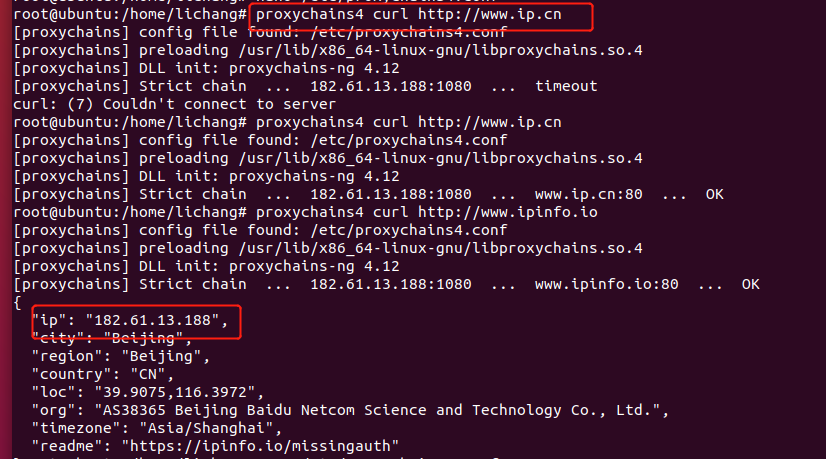 root@ubuntu:/home/lichang# proxychains4 curl http://www.ip.cn
[proxychains] config file found: /etc/proxychains4.conf
[proxychains] preloading /usr/lib/x86_64-linux-gnu/libproxychains.so.4
[proxychains] DLL init: proxychains-ng 4.12
[proxychains] Strict chain  ...  182.61.13.188:1080  ...  timeout
curl: (7) Couldn't connect to server
root@ubuntu:/home/lichang# proxychains4 curl http://www.ip.cn
[proxychains] config file found: /etc/proxychains4.conf
[proxychains] preloading /usr/lib/x86_64-linux-gnu/libproxychains.so.4
[proxychains] DLL init: proxychains-ng 4.12
[proxychains] Strict chain  ...  182.61.13.188:1080  ...  www.ip.cn:80  ...  OK
root@ubuntu:/home/lichang# proxychains4 curl http://www.ipinfo.io
[proxychains] config file found: /etc/proxychains4.conf
[proxychains] preloading /usr/lib/x86_64-linux-gnu/libproxychains.so.4
[proxychains] DLL init: proxychains-ng 4.12
[proxychains] Strict chain  ...  182.61.13.188:1080  ...  www.ipinfo.io:80  ...  OK
{
  "ip": "182.61.13.188",
  "city": "Beijing",
  "region": "Beijing",
  "country": "CN",
  "loc": "39.9075,116.3972",
  "org": "AS38365 Beijing Baidu Netcom Science and Technology Co., Ltd.",
  "timezone": "Asia/Shanghai",
  "readme": "https://ipinfo.io/missingauth"